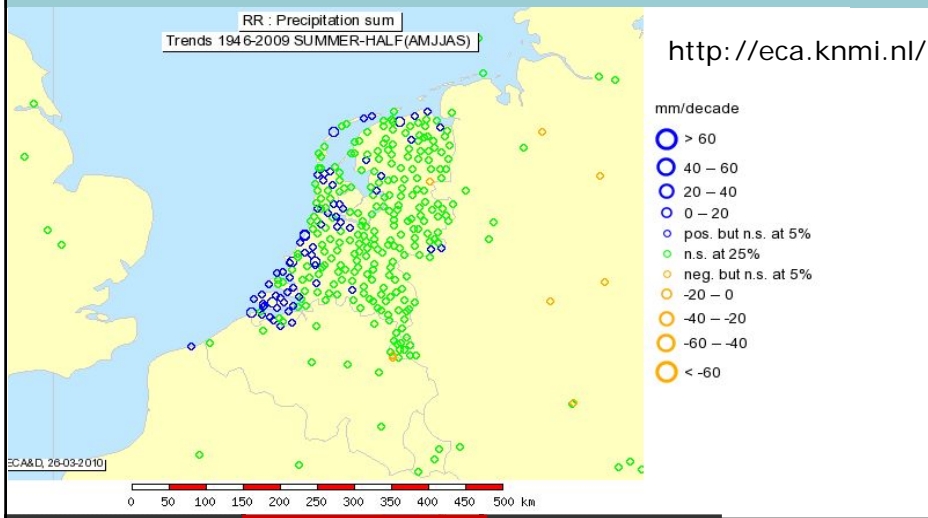 RR : Precipitation sum
Trends 1946-2009 SUMMER-HALF(AMJJAS)
http://eca.knmi.nl/
mm/decade
> 60
40 – 60
20 – 40
0 – 20
pos. but n.s. at 5%
n.s. at 25%
neg. but n.s. at 5%
-20 – 0
-40 – -20
-60 – -40
< -60
ECA&D, 26-03-2010
0 50 100 150 200 250 300 350 400 450 500 km